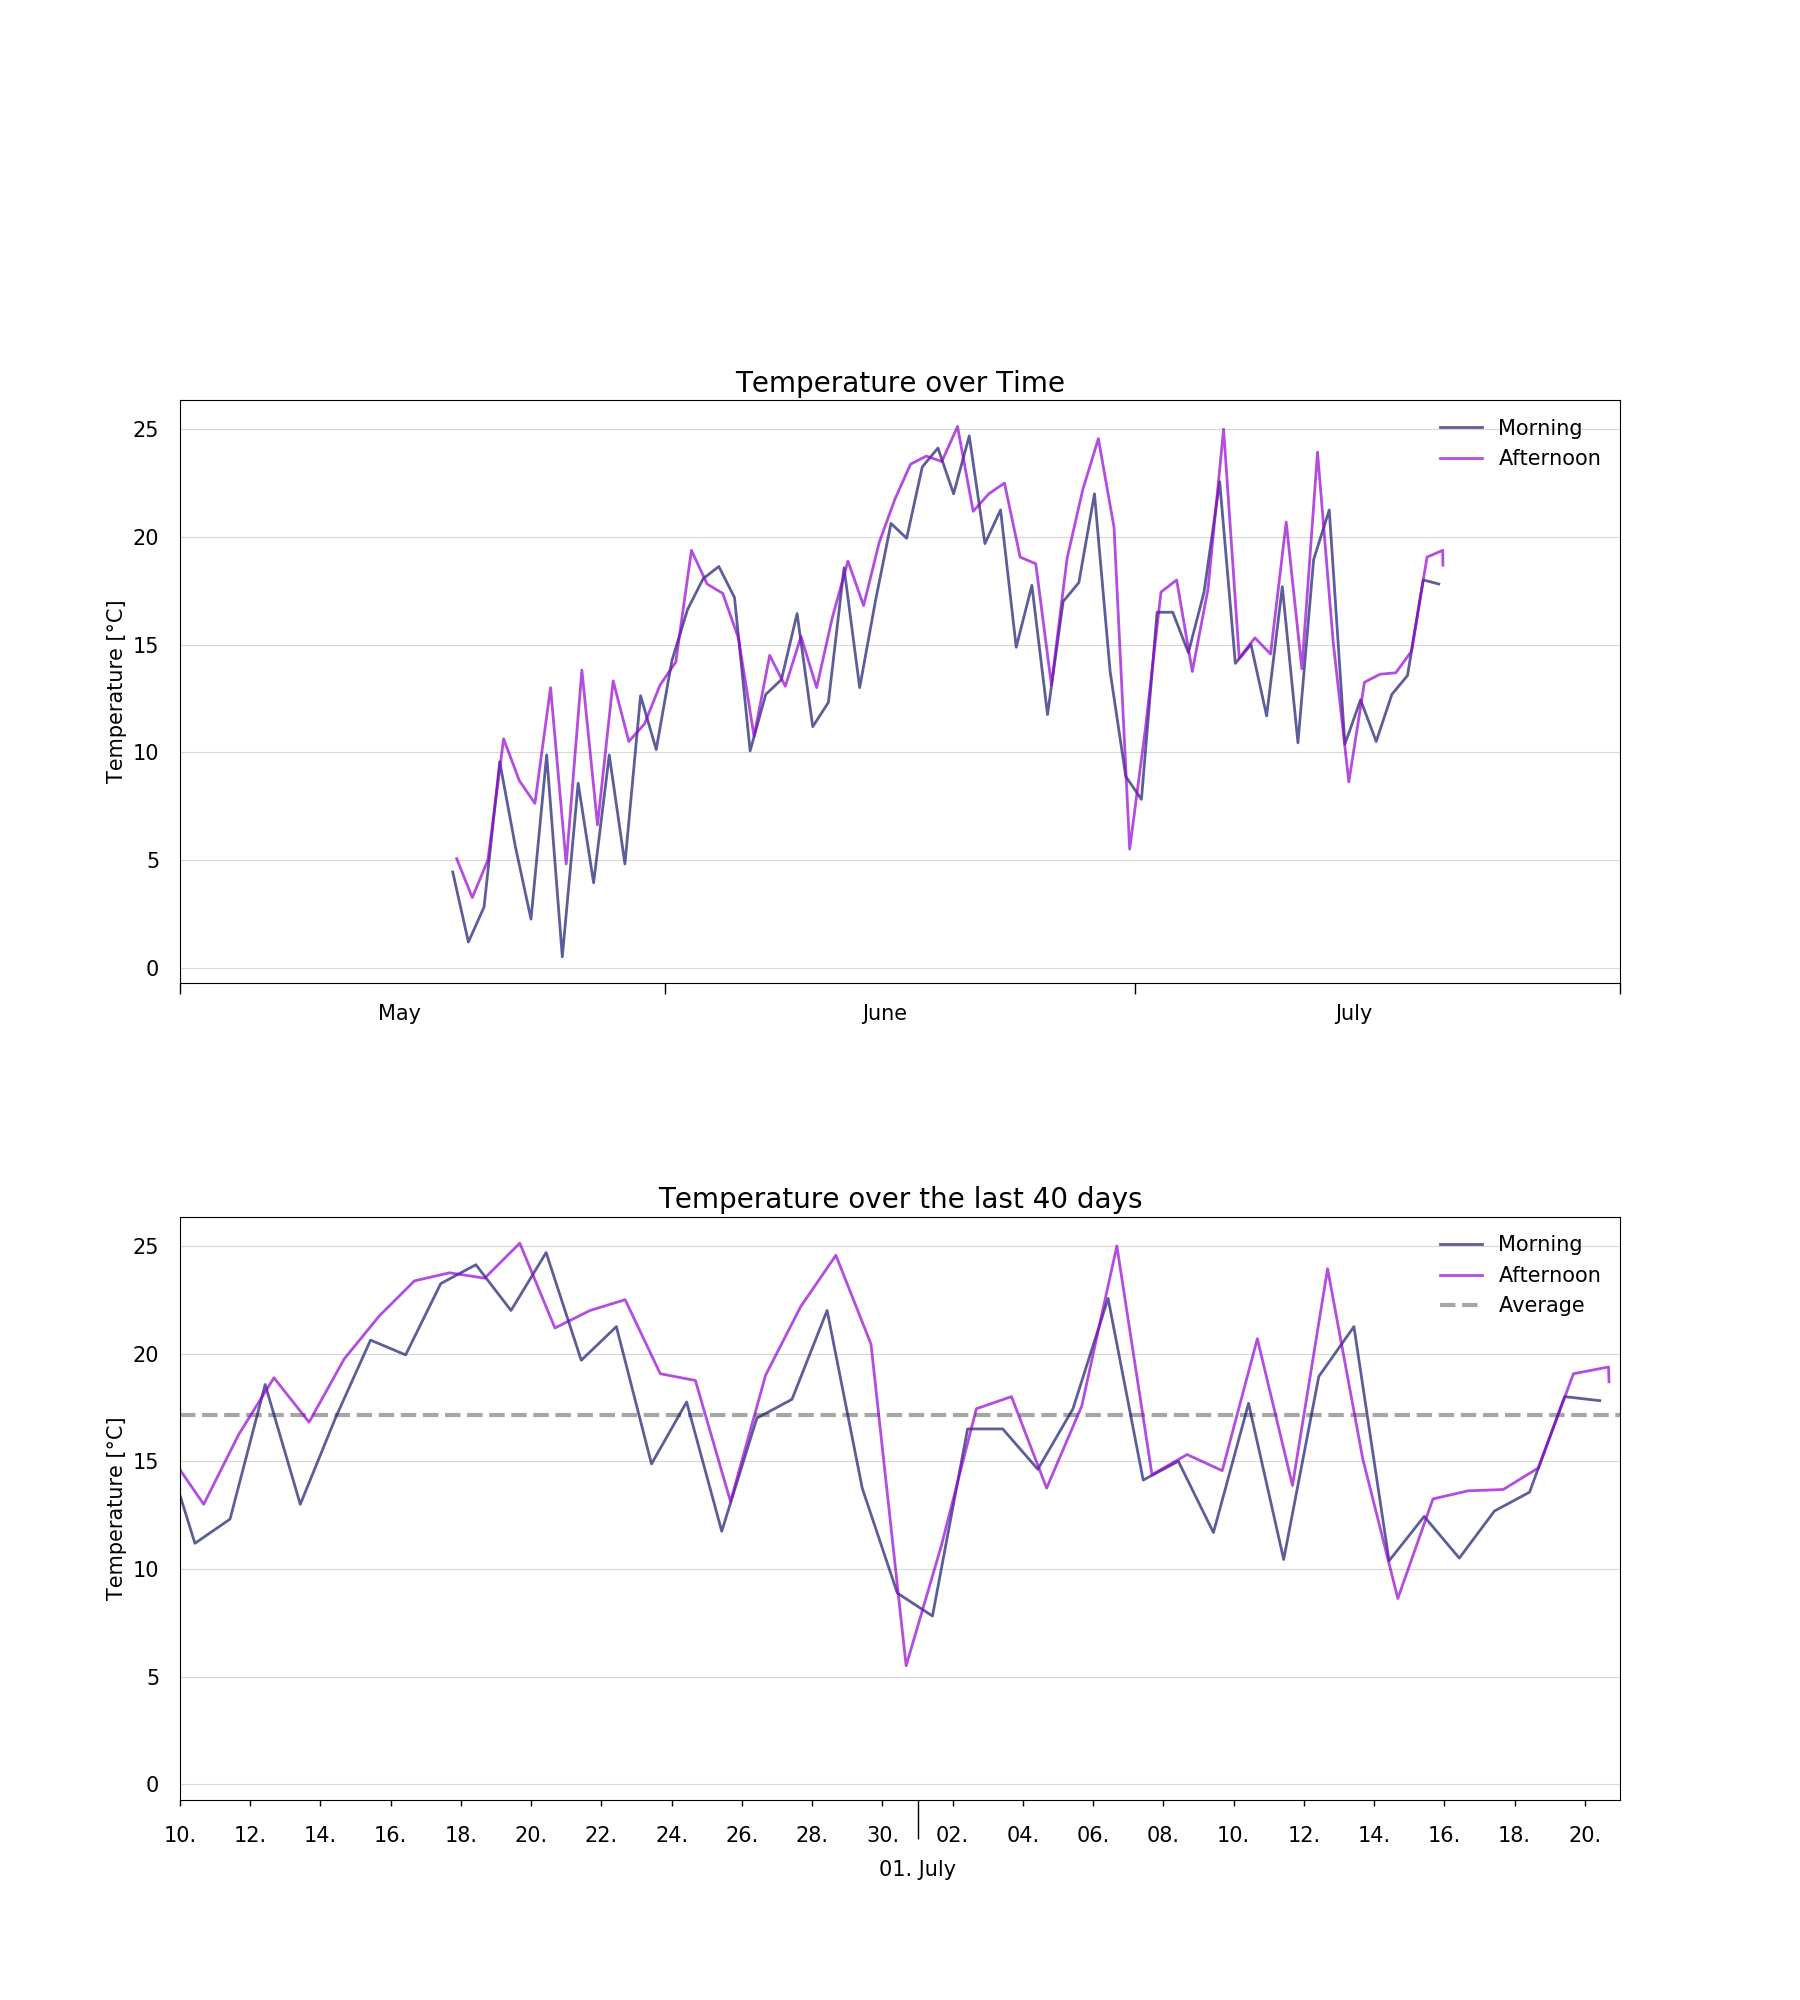 Temperature over Time
Temperature [°C]
25
20
15
10
5
0
Morning
Afternoon
May June July
Temperature over the last 40 days
Temperature [°C]
25
20
15
10
5
0
Morning
Afternoon
Average
10. 12. 14. 16. 18. 20. 22. 24. 26. 28. 30. 02. 04. 06. 08. 10. 12. 14. 16. 18. 20.
01. July